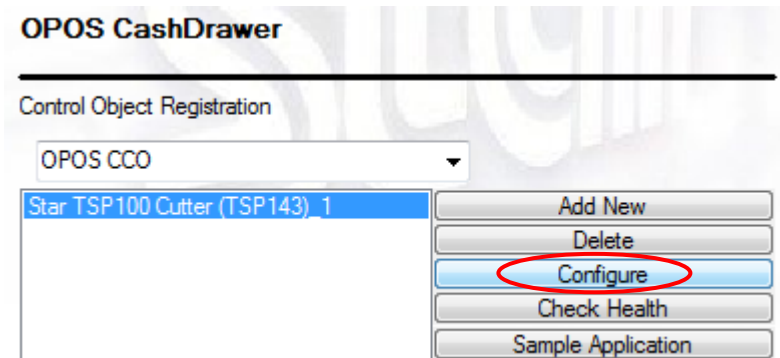 OPOS CashDrawer
Control Object Registration
OPOS CCO
Star TSP100 Cutter (TSP143)_1
Add New
Delete
Configure
Check Health
Sample Application